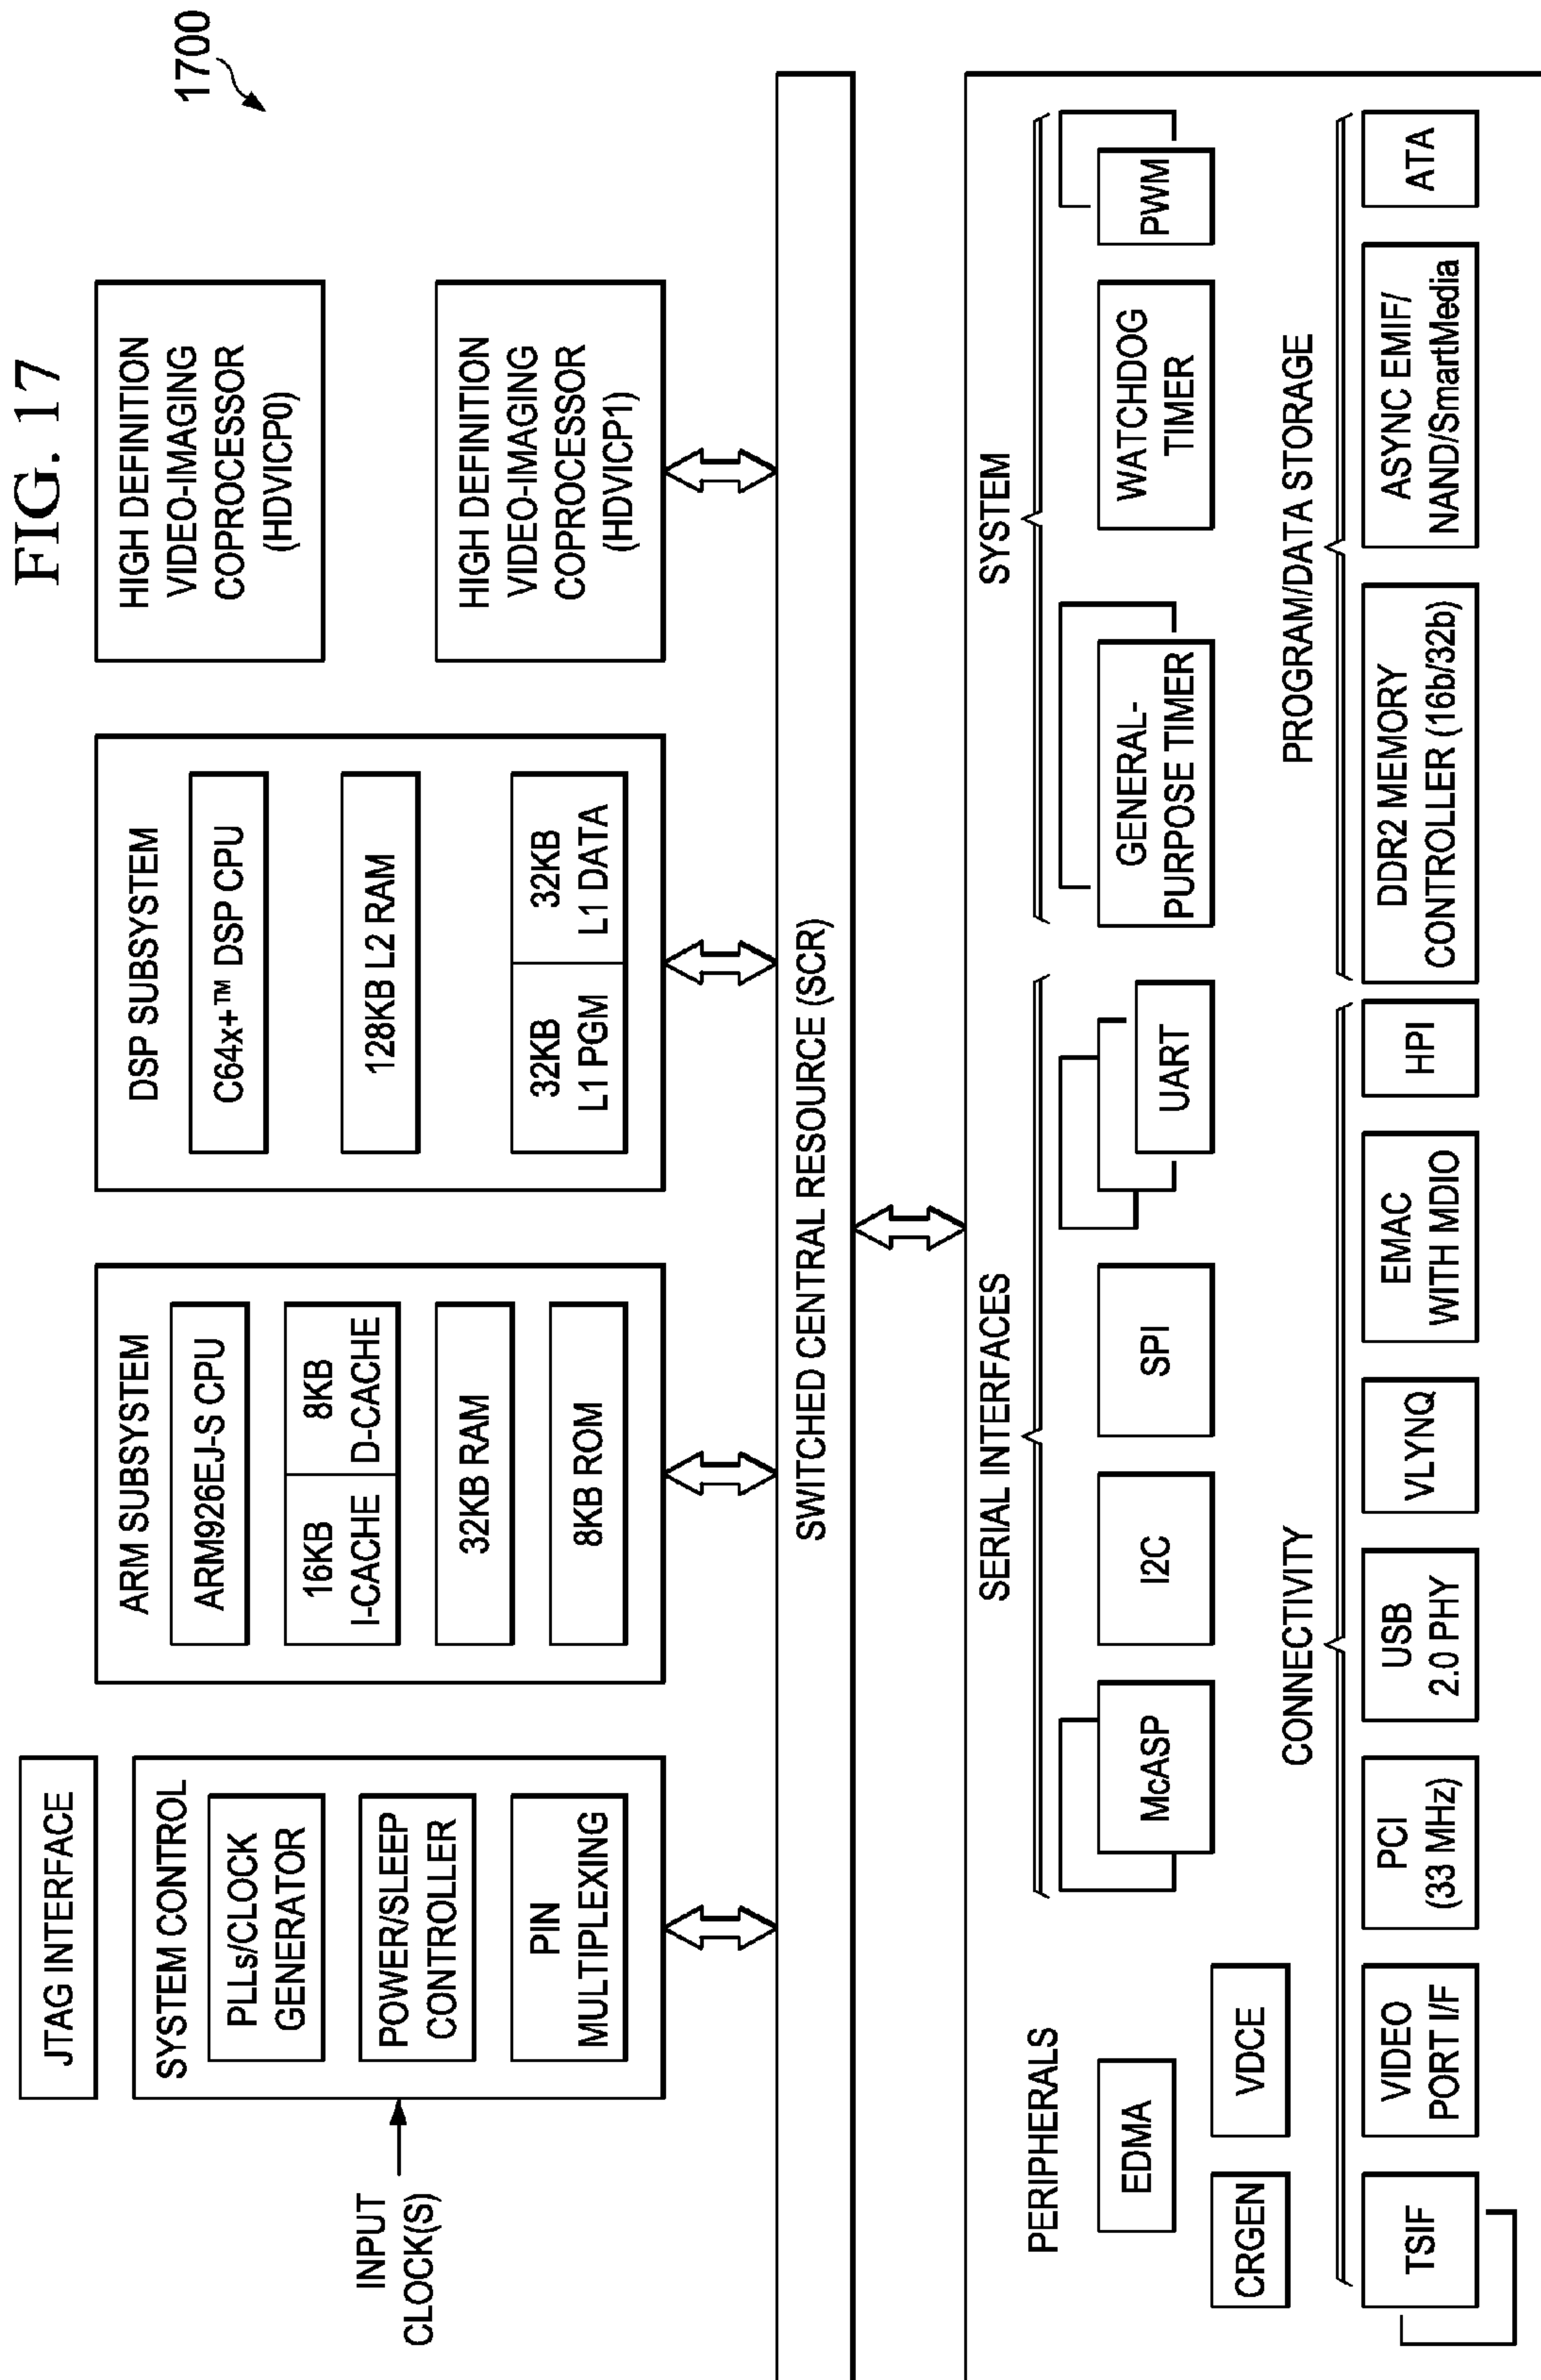 FIG. 17
1700
JTAG INTERFACE
SYSTEM CONTROL
PLLs/CLOCK
GENERATOR
POWER/SLEEP
CONTROLLER
PIN
MULTIPLEXING
INPUT
CLOCK(S)
ARM SUBSYSTEM
ARM926EJ-S CPU
16KB
I-CACHE
8KB
D-CACHE
32KB RAM
8KB ROM
DSP SUBSYSTEM
C64x+™ DSP CPU
128KB L2 RAM
32KB
L1 PGM
32KB
L1 DATA
HIGH DEFINITION
VIDEO-IMAGING
COPROCESSOR
(HDVICP0)
HIGH DEFINITION
VIDEO-IMAGING
COPROCESSOR
(HDVICP1)
SWITCHED CENTRAL RESOURCE (SCR)
PERIPHERALS
EDMA
CRGEN
VDCE
SERIAL INTERFACES
McASP
I2C
SPI
UART
SYSTEM
GENERAL-
PURPOSE TIMER
WATCHDOG
TIMER
PWM
CONNECTIVITY
TSIF
VIDEO
PORT I/F
PCI
(33 MHz)
USB
2.0 PHY
VLYNQ
EMAC
WITH MDIO
HPI
PROGRAM/DATA STORAGE
DDR2 MEMORY
CONTROLLER (16b/32b)
ASYNC EMIF/
NAND/SmartMedia
ATA